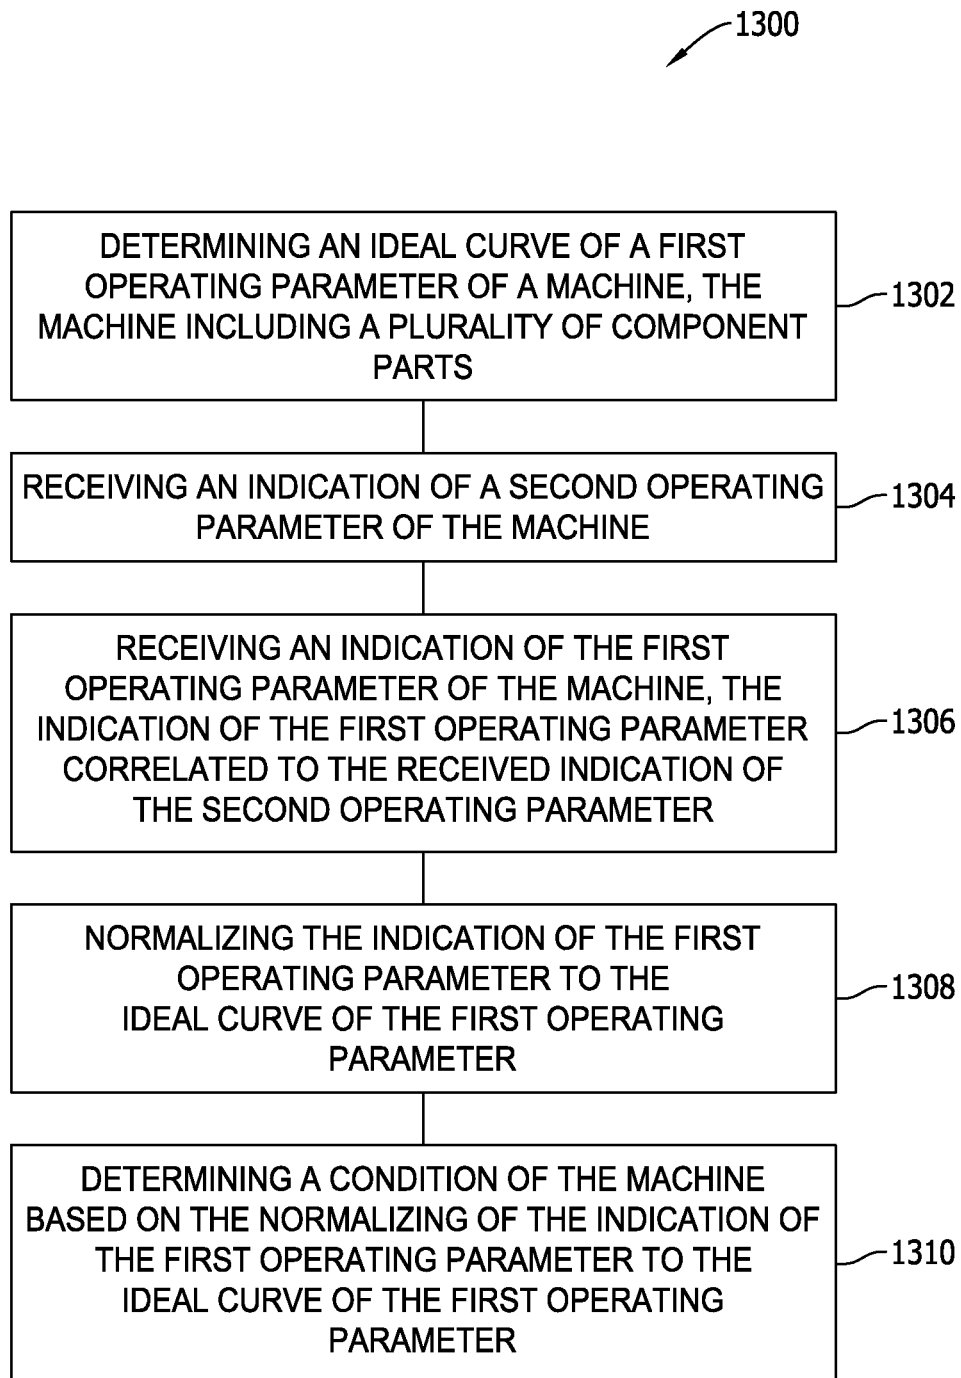 1300
DETERMINING AN IDEAL CURVE OF A FIRST
OPERATING PARAMETER OF A MACHINE, THE
MACHINE INCLUDING A PLURALITY OF COMPONENT
PARTS
1302
RECEIVING AN INDICATION OF A SECOND OPERATING
PARAMETER OF THE MACHINE
1304
RECEIVING AN INDICATION OF THE FIRST
OPERATING PARAMETER OF THE MACHINE, THE
INDICATION OF THE FIRST OPERATING PARAMETER
CORRELATED TO THE RECEIVED INDICATION OF
THE SECOND OPERATING PARAMETER
1306
NORMALIZING THE INDICATION OF THE FIRST
OPERATING PARAMETER TO THE
IDEAL CURVE OF THE FIRST OPERATING
PARAMETER
1308
DETERMINING A CONDITION OF THE MACHINE
BASED ON THE NORMALIZING OF THE INDICATION OF
THE FIRST OPERATING PARAMETER TO THE
IDEAL CURVE OF THE FIRST OPERATING
PARAMETER
1310